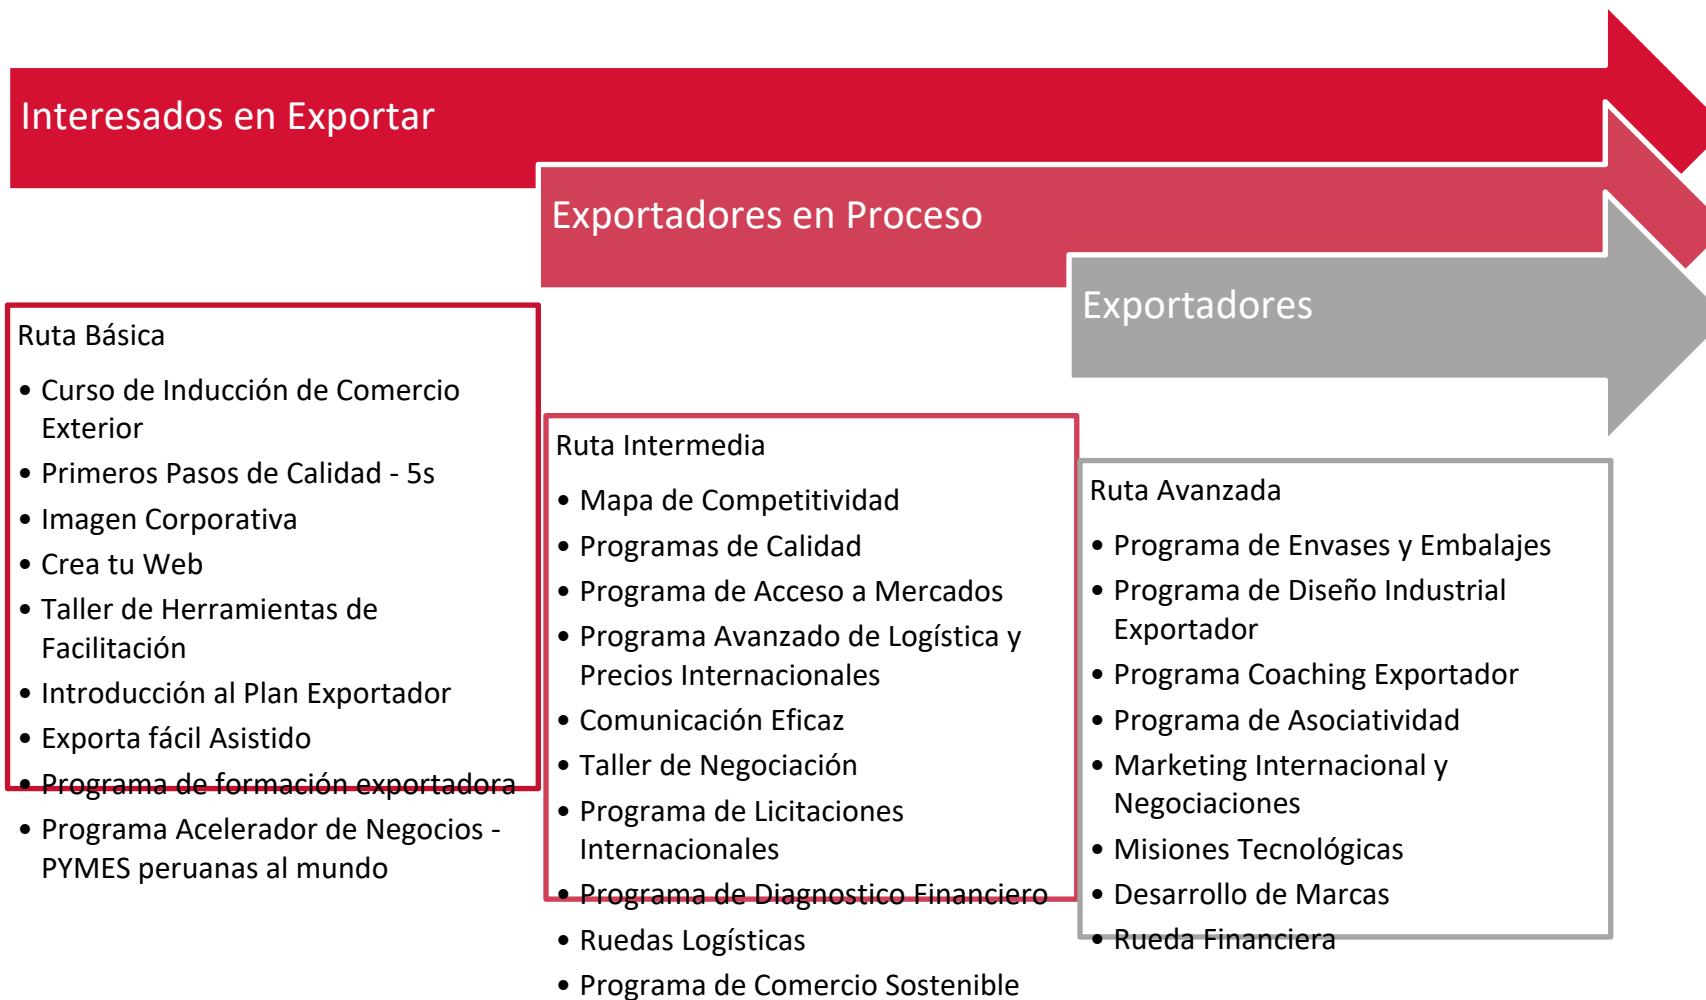 Interesados en Exportar
Exportadores en Proceso
Exportadores
Ruta Básica
• Curso de Inducción de Comercio
Exterior
• Primeros Pasos de Calidad - 5s
• Imagen Corporativa
• Crea tu Web
• Taller de Herramientas de
Facilitación
• Introducción al Plan Exportador
• Exporta fácil Asistido
• Programa de formación exportadora
• Programa Acelerador de Negocios -
PYMES peruanas al mundo
Ruta Intermedia
• Mapa de Competitividad
• Programas de Calidad
• Programa de Acceso a Mercados
• Programa Avanzado de Logística y
Precios Internacionales
• Comunicación Eficaz
• Taller de Negociación
• Programa de Licitaciones
Internacionales
• Programa de Diagnostico Financiero
• Ruedas Logísticas
• Programa de Comercio Sostenible
Ruta Avanzada
• Programa de Envases y Embalajes
• Programa de Diseño Industrial
Exportador
• Programa Coaching Exportador
• Programa de Asociatividad
• Marketing Internacional y
Negociaciones
• Misiones Tecnológicas
• Desarrollo de Marcas
• Rueda Financiera